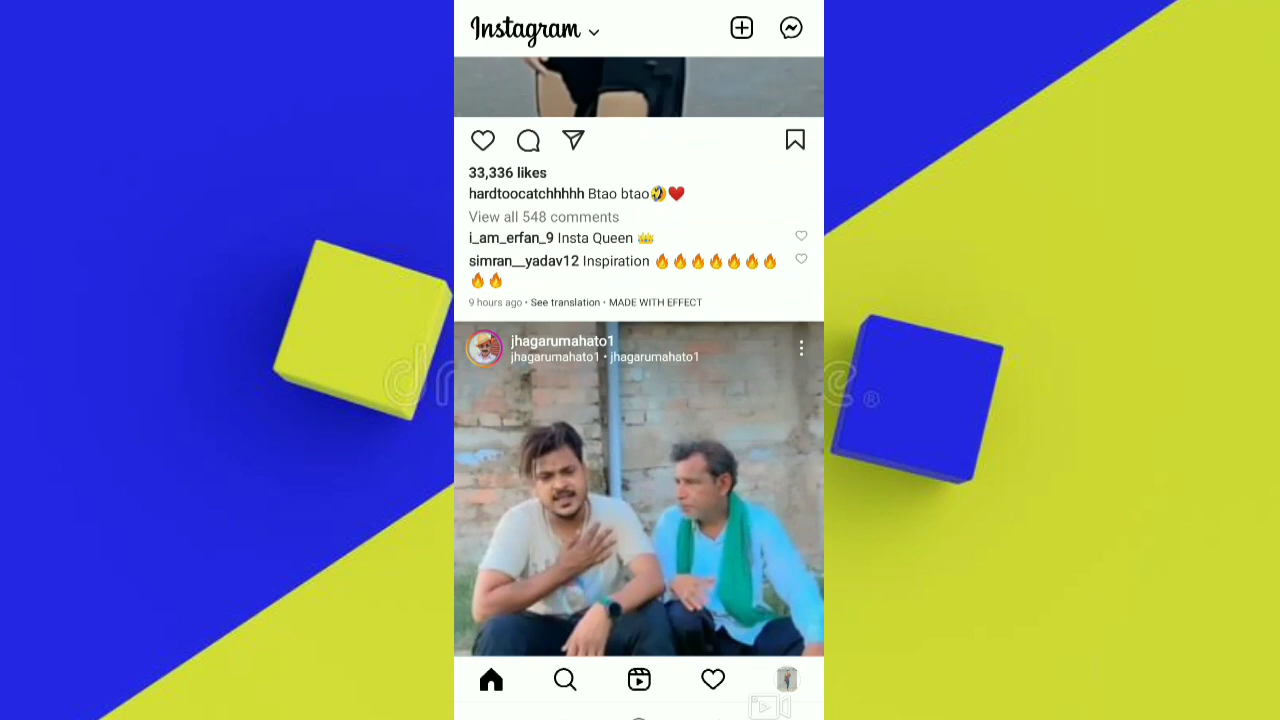 Instagram
33,336 likes
hardtoocatchhhhh Btao btao🤣❤️
View all 548 comments
i_am_erfan_9 Insta Queen 👑
simran__yadav12 Inspiration 🔥🔥🔥🔥🔥🔥🔥
🔥🔥
9 hours ago • See translation • MADE WITH EFFECT
jhagarumahato1
jhagarumahato1 • jhagarumahato1